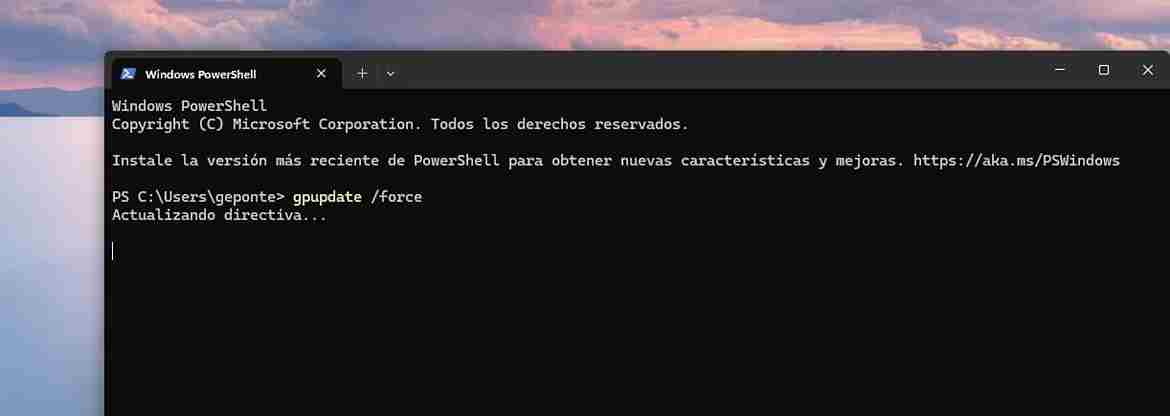 Windows PowerShell
Windows PowerShell
Copyright (C) Microsoft Corporation. Todos los derechos reservados.
Instale la versión más reciente de PowerShell para obtener nuevas características y mejoras. https://aka.ms/PSWindows
PS C:\Users\geponte> gpupdate /force
Actualizando directiva...